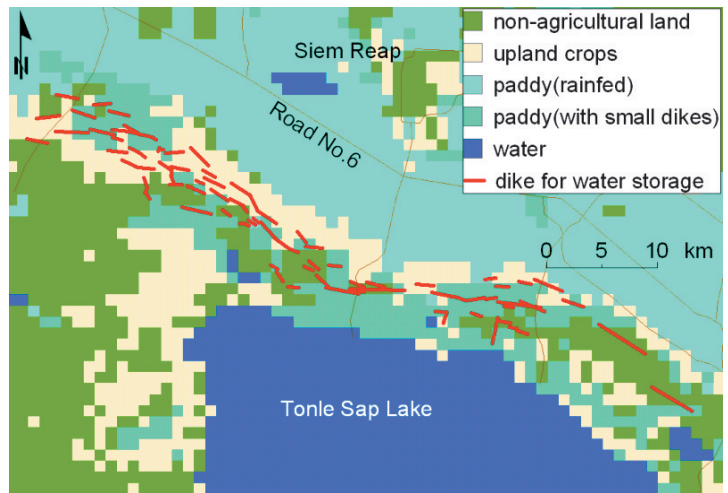 N
Siem Reap
Road No.6
non-agricultural land
upland crops
paddy(rainfed)
paddy(with small dikes)
water
dike for water storage
0 5 10 km
Tonle Sap Lake